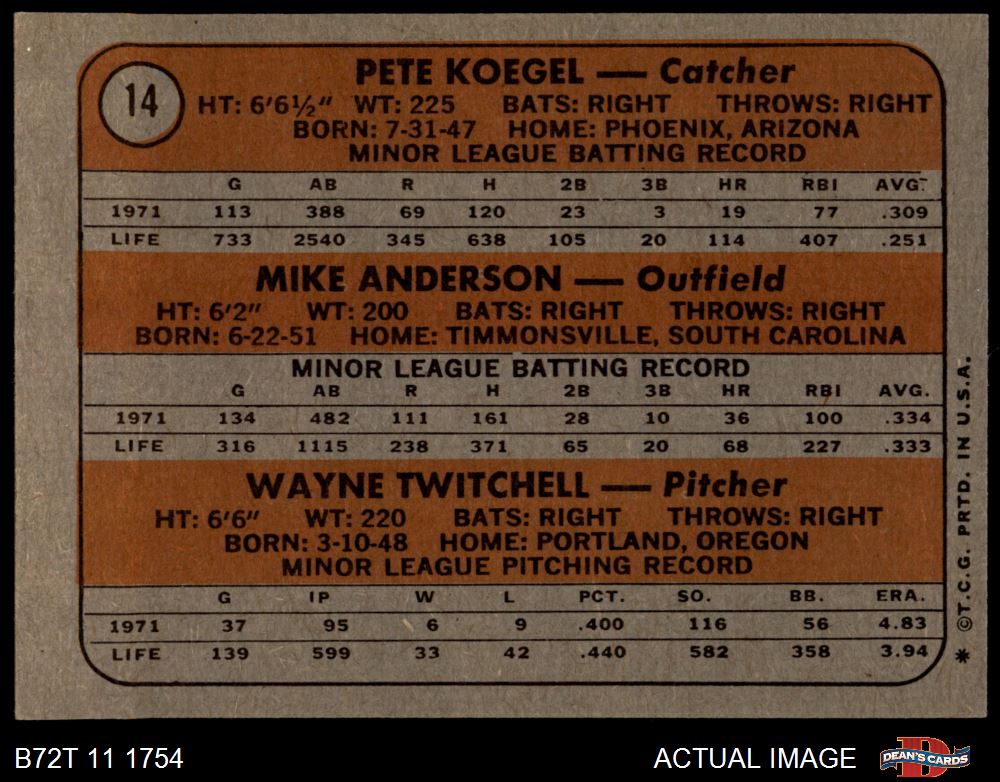 14
PETE KOEGEL — Catcher
HT: 6'6½" WT: 225 BATS: RIGHT THROWS: RIGHT
BORN: 7-31-47 HOME: PHOENIX, ARIZONA
MINOR LEAGUE BATTING RECORD
G AB R H 2B 3B HR RBI AVG.
1971 113 388 69 120 23 3 19 77 .309
LIFE 733 2540 345 638 105 20 114 407 .251
MIKE ANDERSON — Outfield
HT: 6'2" WT: 200 BATS: RIGHT THROWS: RIGHT
BORN: 6-22-51 HOME: TIMMONSVILLE, SOUTH CAROLINA
MINOR LEAGUE BATTING RECORD
G AB R H 2B 3B HR RBI AVG.
1971 134 482 111 161 28 10 36 100 .334
LIFE 316 1115 238 371 65 20 68 227 .333
WAYNE TWITCHELL — Pitcher
HT: 6'6" WT: 220 BATS: RIGHT THROWS: RIGHT
BORN: 3-10-48 HOME: PORTLAND, OREGON
MINOR LEAGUE PITCHING RECORD
G IP W L PCT. SO. BB. ERA.
1971 37 95 6 9 .400 116 56 4.83
LIFE 139 599 33 42 .440 582 358 3.94
* ©T.C.G. PRTD. IN U.S.A.
B72T 11 1754 ACTUAL IMAGE D DEAN'S CARDS